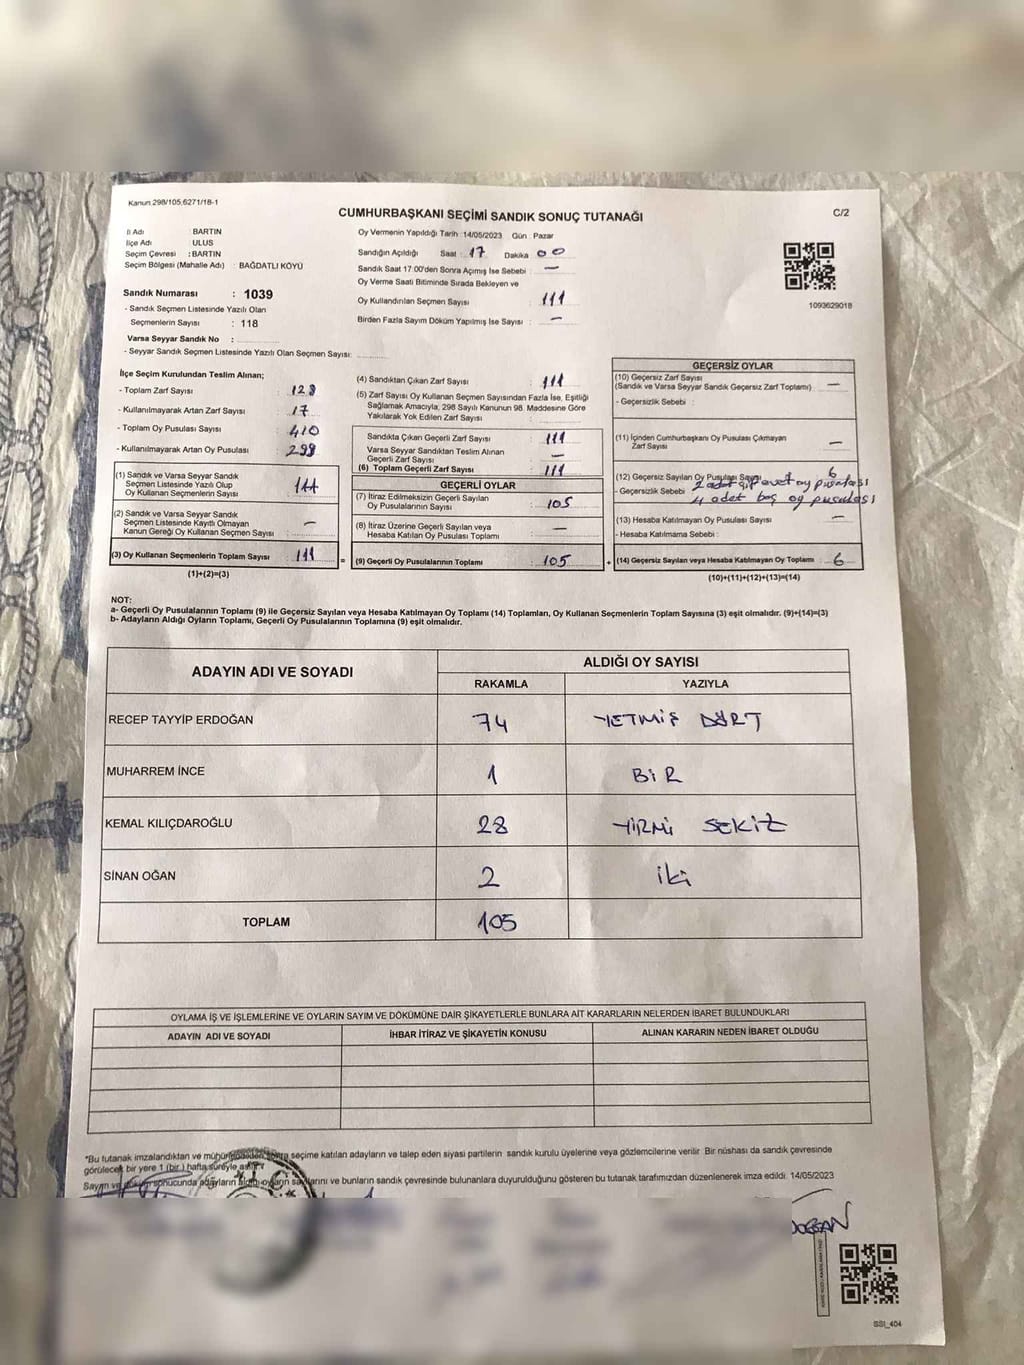 Kanun 298/105,6271/18-1
CUMHURBAŞKANI SEÇİMİ SANDIK SONUÇ TUTANAĞI
C/2
İl Adı : BARTIN
İlçe Adı : ULUS
Seçim Çevresi : BARTIN
Seçim Bölgesi (Mahalle Adı) : BAĞDATLI KÖYÜ
Sandık Numarası : 1039
- Sandık Seçmen Listesinde Yazılı Olan
Seçmenlerin Sayısı : 118
Varsa Seyyar Sandık No :
- Seyyar Sandık Seçmen Listesinde Yazılı Olan Seçmen Sayısı:
Oy Vermenin Yapıldığı Tarih :14/05/2023 Gün : Pazar
Sandığın Açıldığı Saat : 17 Dakika 00
Sandık Saat 17:00'den Sonra Açımış İse Sebebi : —
Oy Verme Saati Bitiminde Sırada Bekleyen ve
Oy Kullandırılan Seçmen Sayısı : 111
Birden Fazla Sayım Döküm Yapılmış İse Sayısı : —
1093629018
İlçe Seçim Kurulundan Teslim Alınan;
- Toplam Zarf Sayısı :
- Kullanılmayarak Artan Zarf Sayısı : 17
- Toplam Oy Pusulası Sayısı : 410
- Kullanılmayarak Artan Oy Pusulası : 299
(1) Sandık ve Varsa Seyyar Sandık
Seçmen Listesinde Yazılı Olup
Oy Kullanan Seçmenlerin Sayısı : 111
(2) Sandık ve Varsa Seyyar Sandık
Seçmen Listesinde Kayıtlı Olmayan
Kanun Gereği Oy Kullanan Seçmen Sayısı : —
(3) Oy Kullanan Seçmenlerin Toplam Sayısı : 111
(1)+(2)=(3)
(4) Sandıktan Çıkan Zarf Sayısı : 111
(5) Zarf Sayısı Oy Kullanan Seçmen Sayısından Fazla İse, Eşitliği
Sağlamak Amacıyla, 298 Sayılı Kanunun 98. Maddesine Göre
Yakılarak Yok Edilen Zarf Sayısı :
Sandıkta Çıkan Geçerli Zarf Sayısı : 111
Varsa Seyyar Sandıktan Teslim Alınan
Geçerli Zarf Sayısı : —
(6) Toplam Geçerli Zarf Sayısı : 111
GEÇERLİ OYLAR
(7) İtiraz Edilmeksizin Geçerli Sayılan
Oy Pusulalarının Sayısı : 105
(8) İtiraz Üzerine Geçerli Sayılan veya
Hesaba Katılan Oy Pusulası Toplamı : —
= (9) Geçerli Oy Pusulalarının Toplamı : 105
GEÇERSİZ OYLAR
(10) Geçersiz Zarf Sayısı
(Sandık ve Varsa Seyyar Sandık Geçersiz Zarf Toplamı) : —
- Geçersizlik Sebebi :
(11) İçinden Cumhurbaşkanı Oy Pusulası Çıkmayan
Zarf Sayısı : —
(12) Geçersiz Sayılan Oy Pusulası Sayısı : 6
- Geçersizlik Sebebi : 2 adet çift evet oy pusulası
4 adet boş oy pusulası
(13) Hesaba Katılmayan Oy Pusulası Sayısı : —
- Hesaba Katılmama Sebebi :
+ (14) Geçersiz Sayılan veya Hesaba Katılmayan Oy Toplamı : 6
(10)+(11)+(12)+(13)=(14)
NOT:
a- Geçerli Oy Pusulalarının Toplamı (9) ile Geçersiz Sayılan veya Hesaba Katılmayan Oy Toplamı (14) Toplamları, Oy Kullanan Seçmenlerin Toplam Sayısına (3) eşit olmalıdır. (9)+(14)=(3)
b- Adayların Aldığı Oyların Toplamı, Geçerli Oy Pusulalarının Toplamına (9) eşit olmalıdır.
ADAYIN ADI VE SOYADI
ALDIĞI OY SAYISI
RAKAMLA YAZIYLA
RECEP TAYYİP ERDOĞAN 74 YETMİŞ DÖRT
MUHARREM İNCE 1 BİR
KEMAL KILIÇDAROĞLU 28 YİRMİ SEKİZ
SİNAN OĞAN 2 iki
TOPLAM 105
OYLAMA İŞ VE İŞLEMLERİNE VE OYLARIN SAYIM VE DÖKÜMÜNE DAİR ŞİKAYETLERLE BUNLARA AİT KARARLARIN NELERDEN İBARET BULUNDUKLARI
ADAYIN ADI VE SOYADI İHBAR İTİRAZ VE ŞİKAYETİN KONUSU ALINAN KARARIN NEDEN İBARET OLDUĞU
*Bu tutanak imzalandıktan ve mühürlendikten sonra seçime katılan adayların ve talep eden siyasi partilerin sandık kurulu üyelerine veya gözlemcilerine verilir. Bir nüshası da sandık çevresinde
görülecek bir yere 1 (bir ) hafta süreyle asılır.
Sayım ve döküm sonucunda adayların aldığı oyların sayılarını ve bunların sandık çevresinde bulunanlara duyurulduğunu gösteren bu tutanak tarafımızdan düzenlenerek imza edildi. 14/05/2023
SSI_404